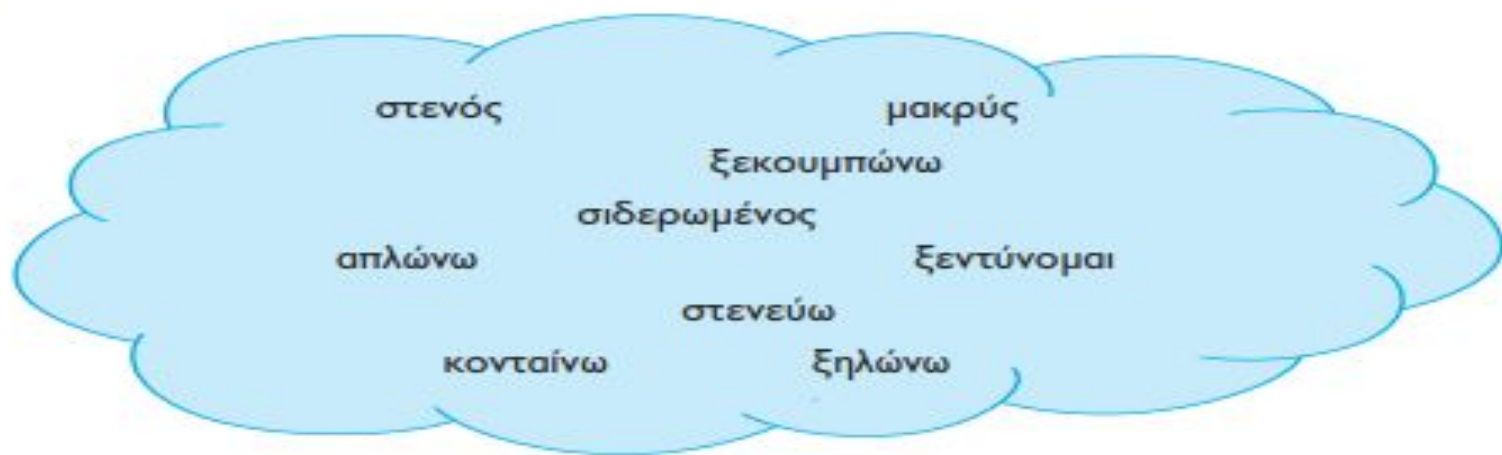 στενός μακρύς
ξεκουμπώνω
σιδερωμένος
απλώνω ξεντύνομαι
στενεύω
κονταίνω ξηλώνω